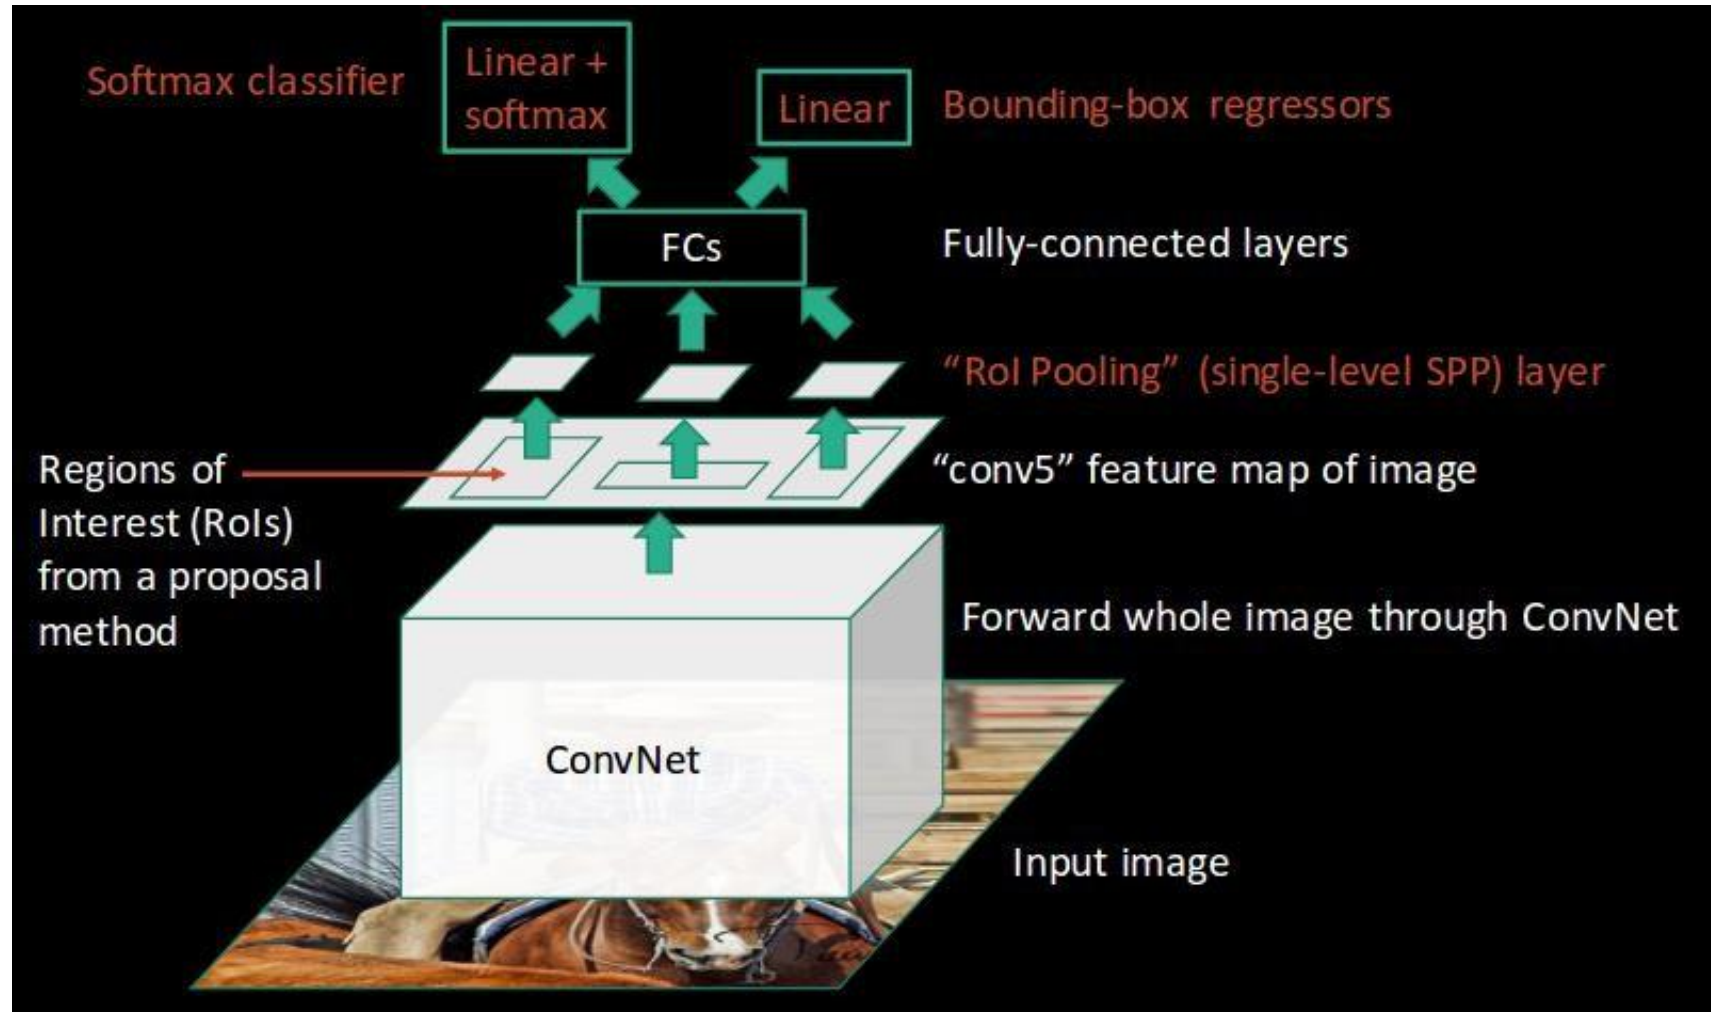 Softmax classifier
Linear +
softmax
Linear
Bounding-box regressors
FCs
Fully-connected layers
“RoI Pooling” (single-level SPP) layer
Regions of
Interest (RoIs)
from a proposal
method
“conv5” feature map of image
Forward whole image through ConvNet
ConvNet
Input image